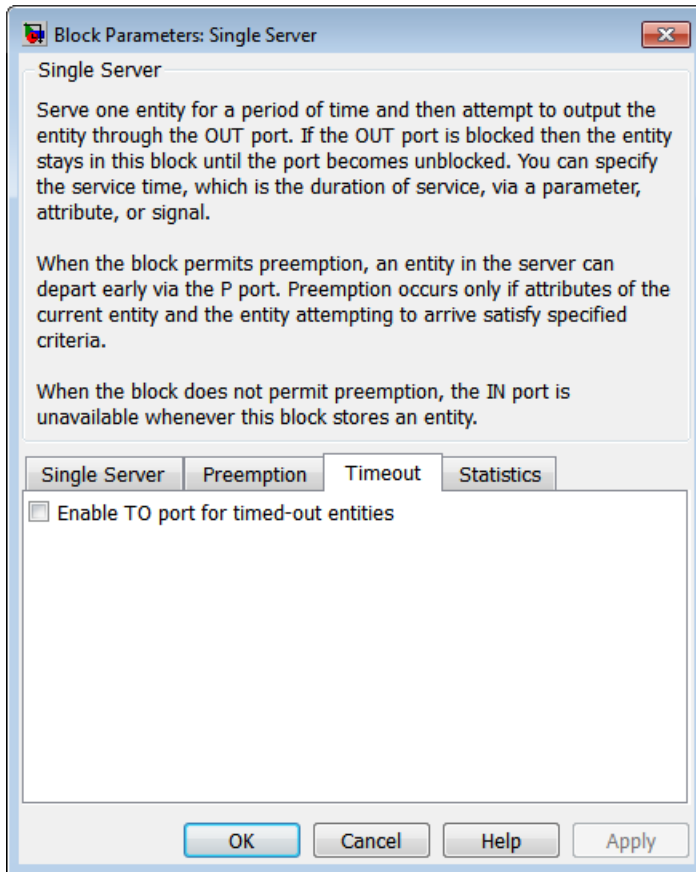 Block Parameters: Single Server
Single Server
Serve one entity for a period of time and then attempt to output the
entity through the OUT port. If the OUT port is blocked then the entity
stays in this block until the port becomes unblocked. You can specify
the service time, which is the duration of service, via a parameter,
attribute, or signal.
When the block permits preemption, an entity in the server can
depart early via the P port. Preemption occurs only if attributes of the
current entity and the entity attempting to arrive satisfy specified
criteria.
When the block does not permit preemption, the IN port is
unavailable whenever this block stores an entity.
Single Server Preemption Timeout Statistics
Enable TO port for timed-out entities
OK Cancel Help Apply